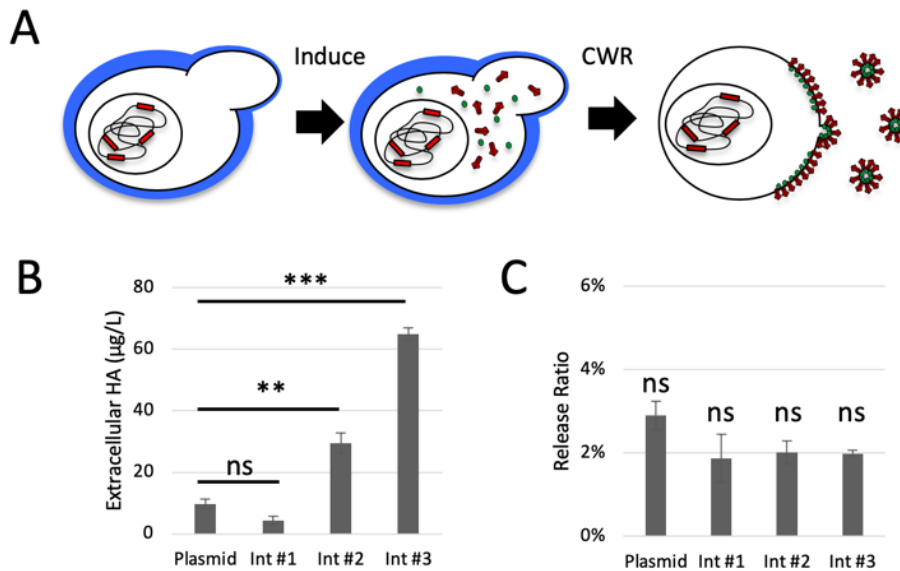 A
Induce
CWR
B
Extracellular HA (µg/L)
80
60
40
20
0
***
**
ns
Plasmid
Int #1
Int #2
Int #3
C
Release Ratio
6%
4%
2%
0%
ns
ns
ns
ns
Plasmid
Int #1
Int #2
Int #3